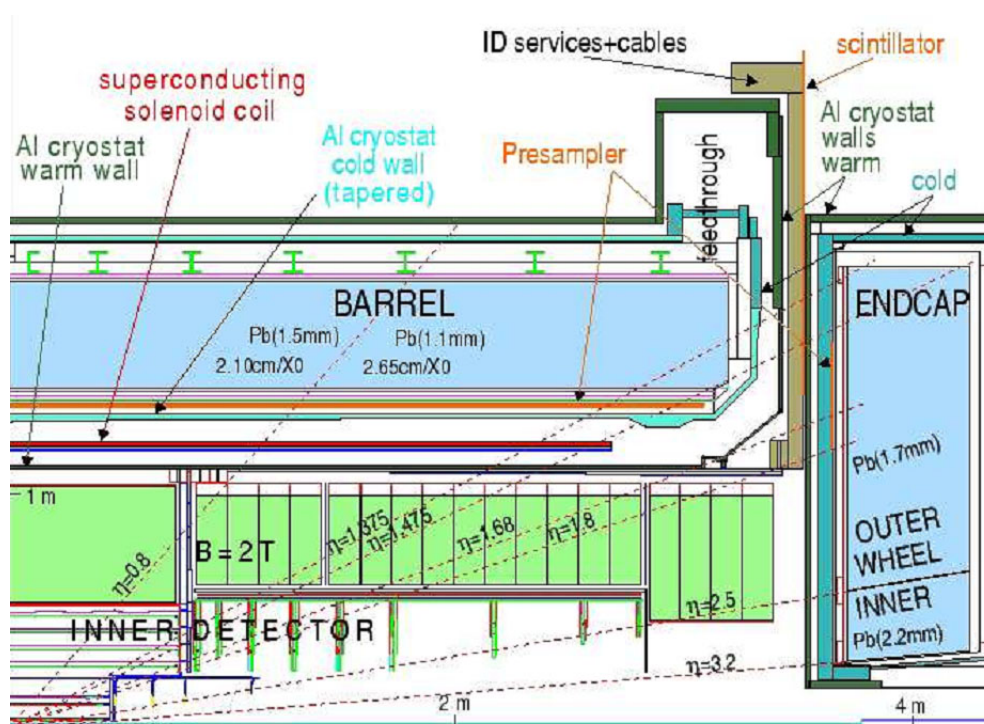 ID services+cables
scintillator
superconducting
solenoid coil
Al cryostat
warm wall
Al cryostat
cold wall
(tapered)
Presampler
feedthrough
Al cryostat
walls
warm
cold
BARREL
Pb(1.5mm)
Pb(1.1mm)
2.10cm/X0
2.65cm/X0
ENDCAP
Pb(1.7mm)
OUTER
WHEEL
INNER
Pb(2.2mm)
1 m
B = 2 T
η=0.8
η=1.375
η=1.475
η=1.68
η=1.8
η=2.5
η=3.2
INNER DETECTOR
2 m
4 m